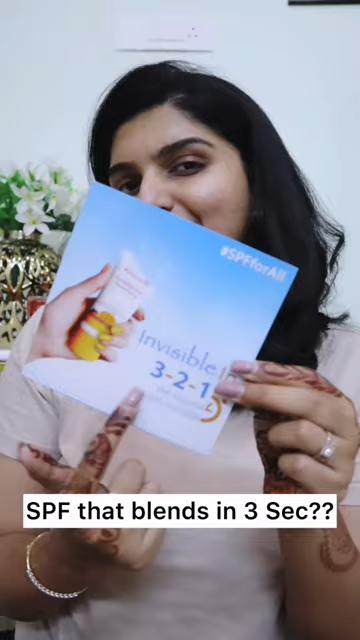 #SPFforAll
Invisible
3-2-1
SPF that blends in 3 Sec??